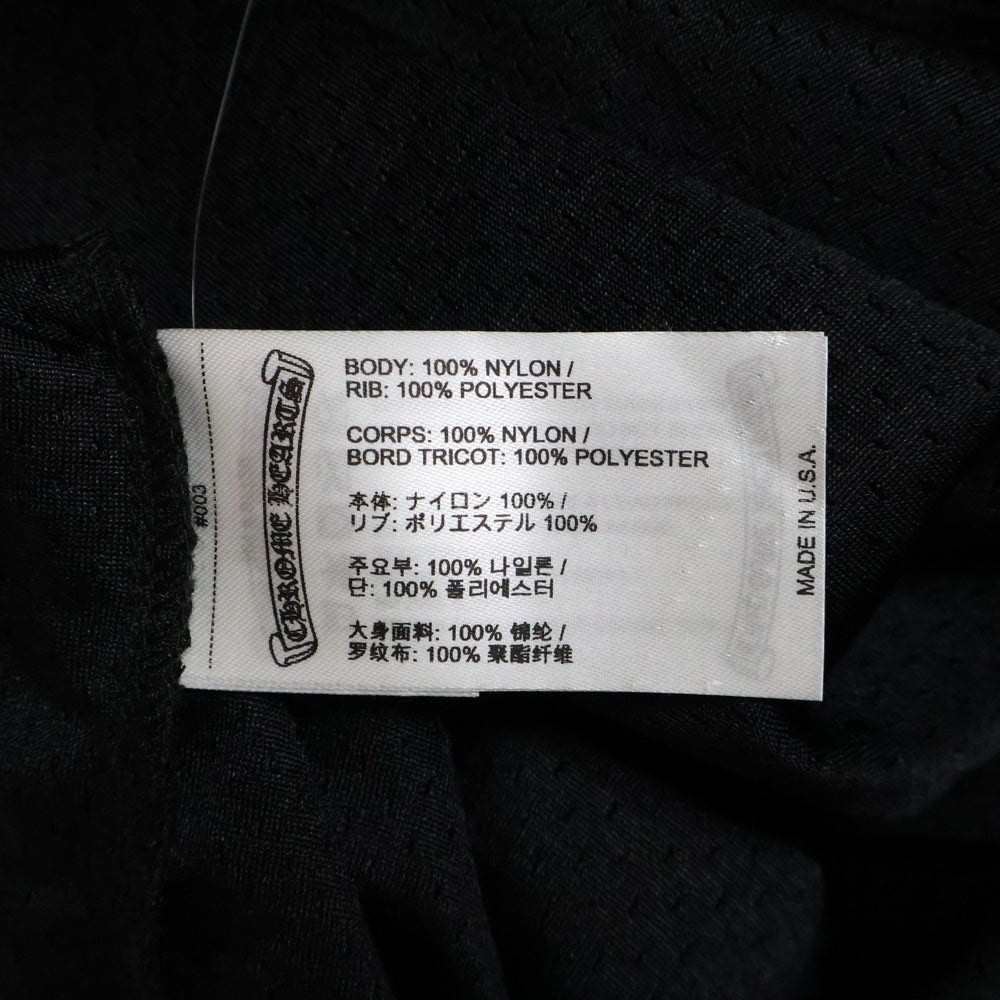 #003
CHROME HEARTS
BODY: 100% NYLON /
RIB: 100% POLYESTER
CORPS: 100% NYLON /
BORD TRICOT: 100% POLYESTER
本体: ナイロン 100% /
リブ: ポリエステル 100%
주요부: 100% 나일론 /
단: 100% 폴리에스터
大身面料: 100% 锦纶 /
罗纹布: 100% 聚酯纤维
MADE IN U.S.A.